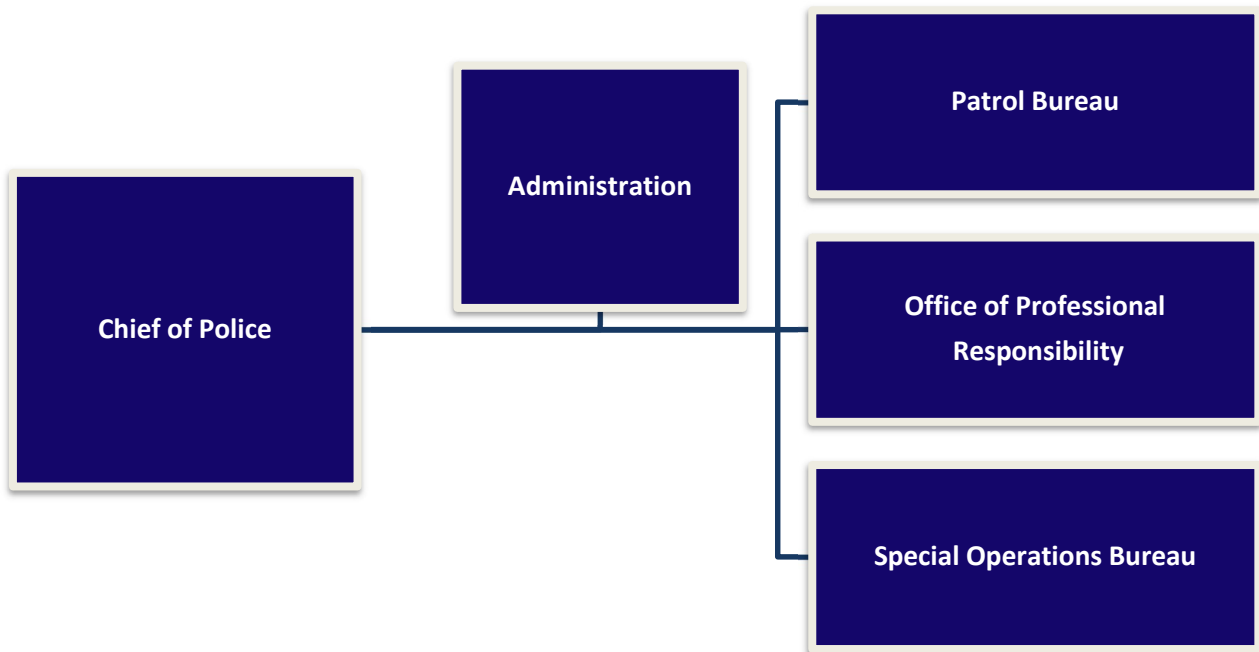 Chief of Police
Administration
Patrol Bureau
Office of Professional
Responsibility
Special Operations Bureau